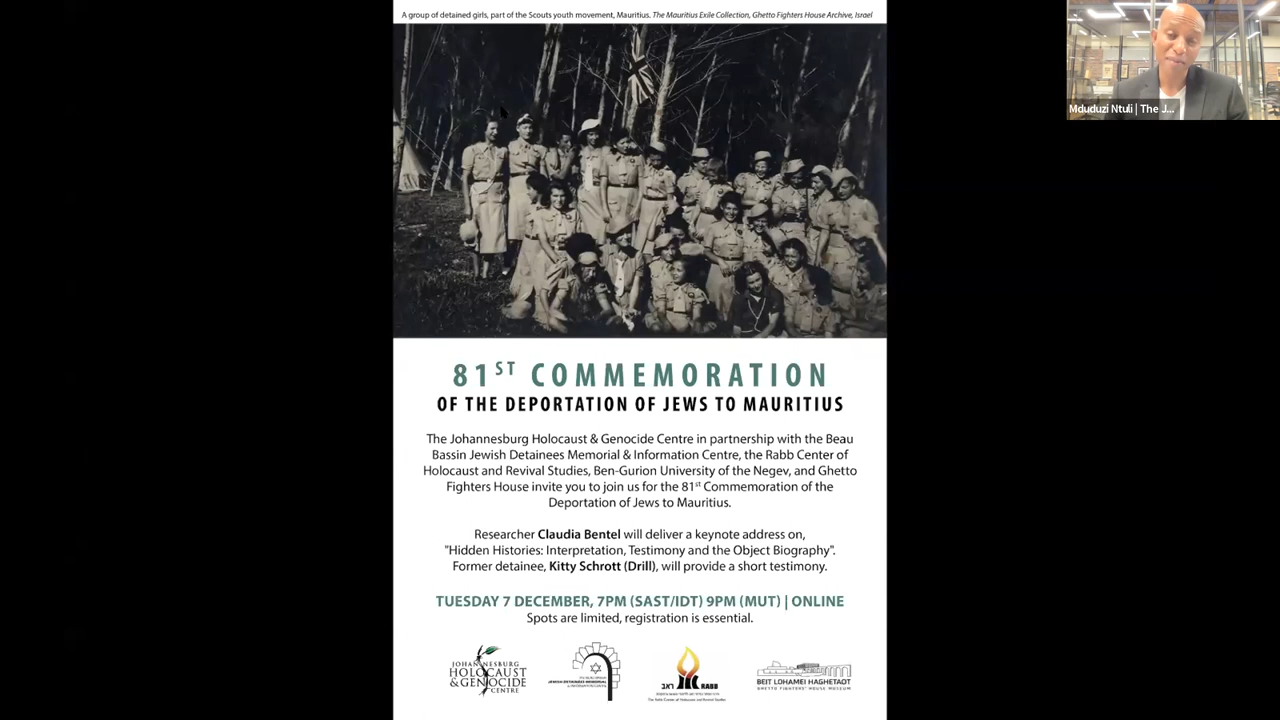 A group of detained girls, part of the Scouts youth movement, Mauritius. The Mauritius Exile Collection, Ghetto Fighters House Archive, Israel
Mduduzi Ntuli | The J...
81ST COMMEMORATION
OF THE DEPORTATION OF JEWS TO MAURITIUS
The Johannesburg Holocaust & Genocide Centre in partnership with the Beau
Bassin Jewish Detainees Memorial & Information Centre, the Rabb Center of
Holocaust and Revival Studies, Ben-Gurion University of the Negev, and Ghetto
Fighters House invite you to join us for the 81st Commemoration of the
Deportation of Jews to Mauritius.
Researcher Claudia Bentel will deliver a keynote address on,
"Hidden Histories: Interpretation, Testimony and the Object Biography".
Former detainee, Kitty Schrott (Drill), will provide a short testimony.
TUESDAY 7 DECEMBER, 7PM (SAST/IDT) 9PM (MUT) | ONLINE
Spots are limited, registration is essential.
JOHANNESBURG
HOLOCAUST
& GENOCIDE
CENTRE
JEWISH DETAINEES MEMORIAL
ראב RABB
BEIT LOHAMEI HAGHETAOT
GHETTO FIGHTERS' HOUSE MUSEUM